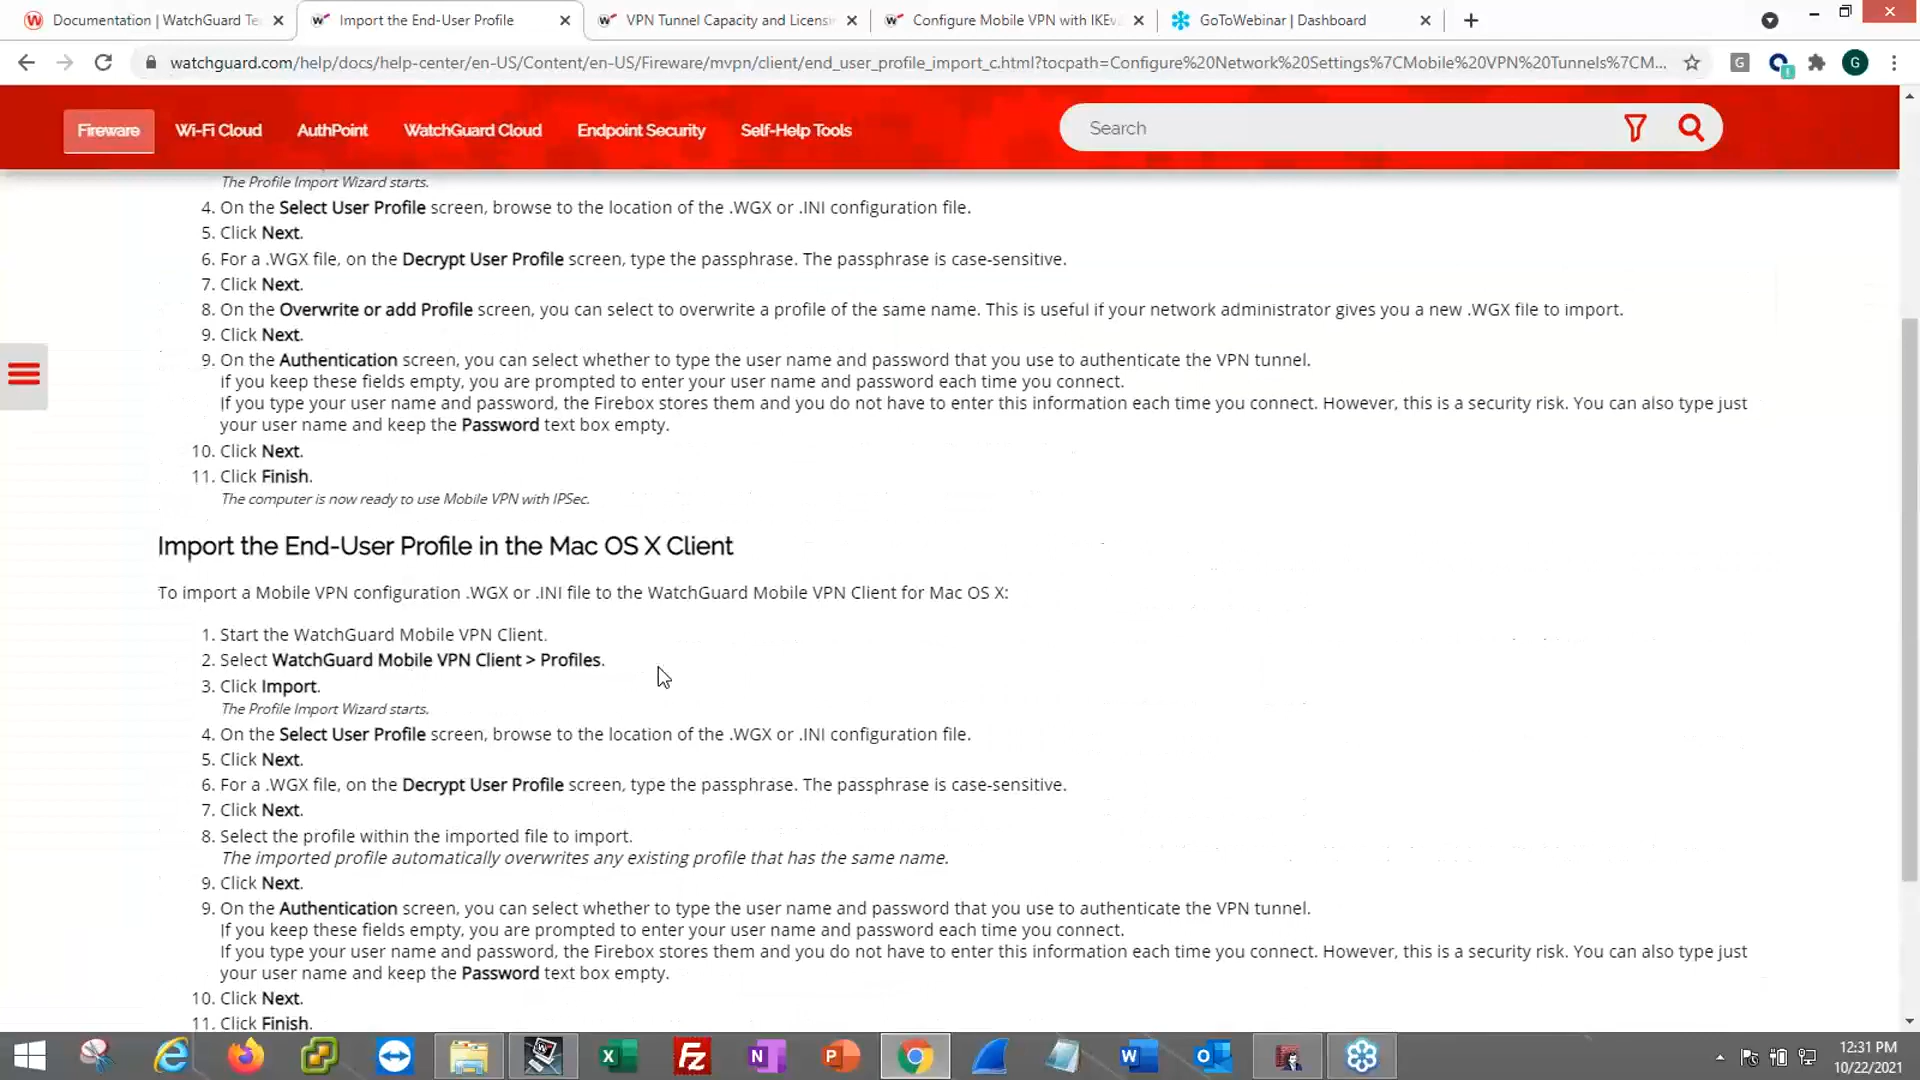 Documentation | WatchGuard Te
Import the End-User Profile
VPN Tunnel Capacity and Licensi
Configure Mobile VPN with IKEv
GoToWebinar | Dashboard
watchguard.com/help/docs/help-center/en-US/Content/en-US/Fireware/mvpn/client/end_user_profile_import_c.html?tocpath=Configure%20Network%20Settings%7CMobile%20VPN%20Tunnels%7CM...
Fireware
Wi-Fi Cloud
AuthPoint
WatchGuard Cloud
Endpoint Security
Self-Help Tools
Search
The Profile Import Wizard starts.
4. On the Select User Profile screen, browse to the location of the .WGX or .INI configuration file.
5. Click Next.
6. For a .WGX file, on the Decrypt User Profile screen, type the passphrase. The passphrase is case-sensitive.
7. Click Next.
8. On the Overwrite or add Profile screen, you can select to overwrite a profile of the same name. This is useful if your network administrator gives you a new .WGX file to import.
9. Click Next.
9. On the Authentication screen, you can select whether to type the user name and password that you use to authenticate the VPN tunnel.
If you keep these fields empty, you are prompted to enter your user name and password each time you connect.
If you type your user name and password, the Firebox stores them and you do not have to enter this information each time you connect. However, this is a security risk. You can also type just
your user name and keep the Password text box empty.
10. Click Next.
11. Click Finish.
The computer is now ready to use Mobile VPN with IPSec.
Import the End-User Profile in the Mac OS X Client
To import a Mobile VPN configuration .WGX or .INI file to the WatchGuard Mobile VPN Client for Mac OS X:
1. Start the WatchGuard Mobile VPN Client.
2. Select WatchGuard Mobile VPN Client > Profiles.
3. Click Import.
The Profile Import Wizard starts.
4. On the Select User Profile screen, browse to the location of the .WGX or .INI configuration file.
5. Click Next.
6. For a .WGX file, on the Decrypt User Profile screen, type the passphrase. The passphrase is case-sensitive.
7. Click Next.
8. Select the profile within the imported file to import.
The imported profile automatically overwrites any existing profile that has the same name.
9. Click Next.
9. On the Authentication screen, you can select whether to type the user name and password that you use to authenticate the VPN tunnel.
If you keep these fields empty, you are prompted to enter your user name and password each time you connect.
If you type your user name and password, the Firebox stores them and you do not have to enter this information each time you connect. However, this is a security risk. You can also type just
your user name and keep the Password text box empty.
10. Click Next.
11. Click Finish.
12:31 PM
10/22/2021